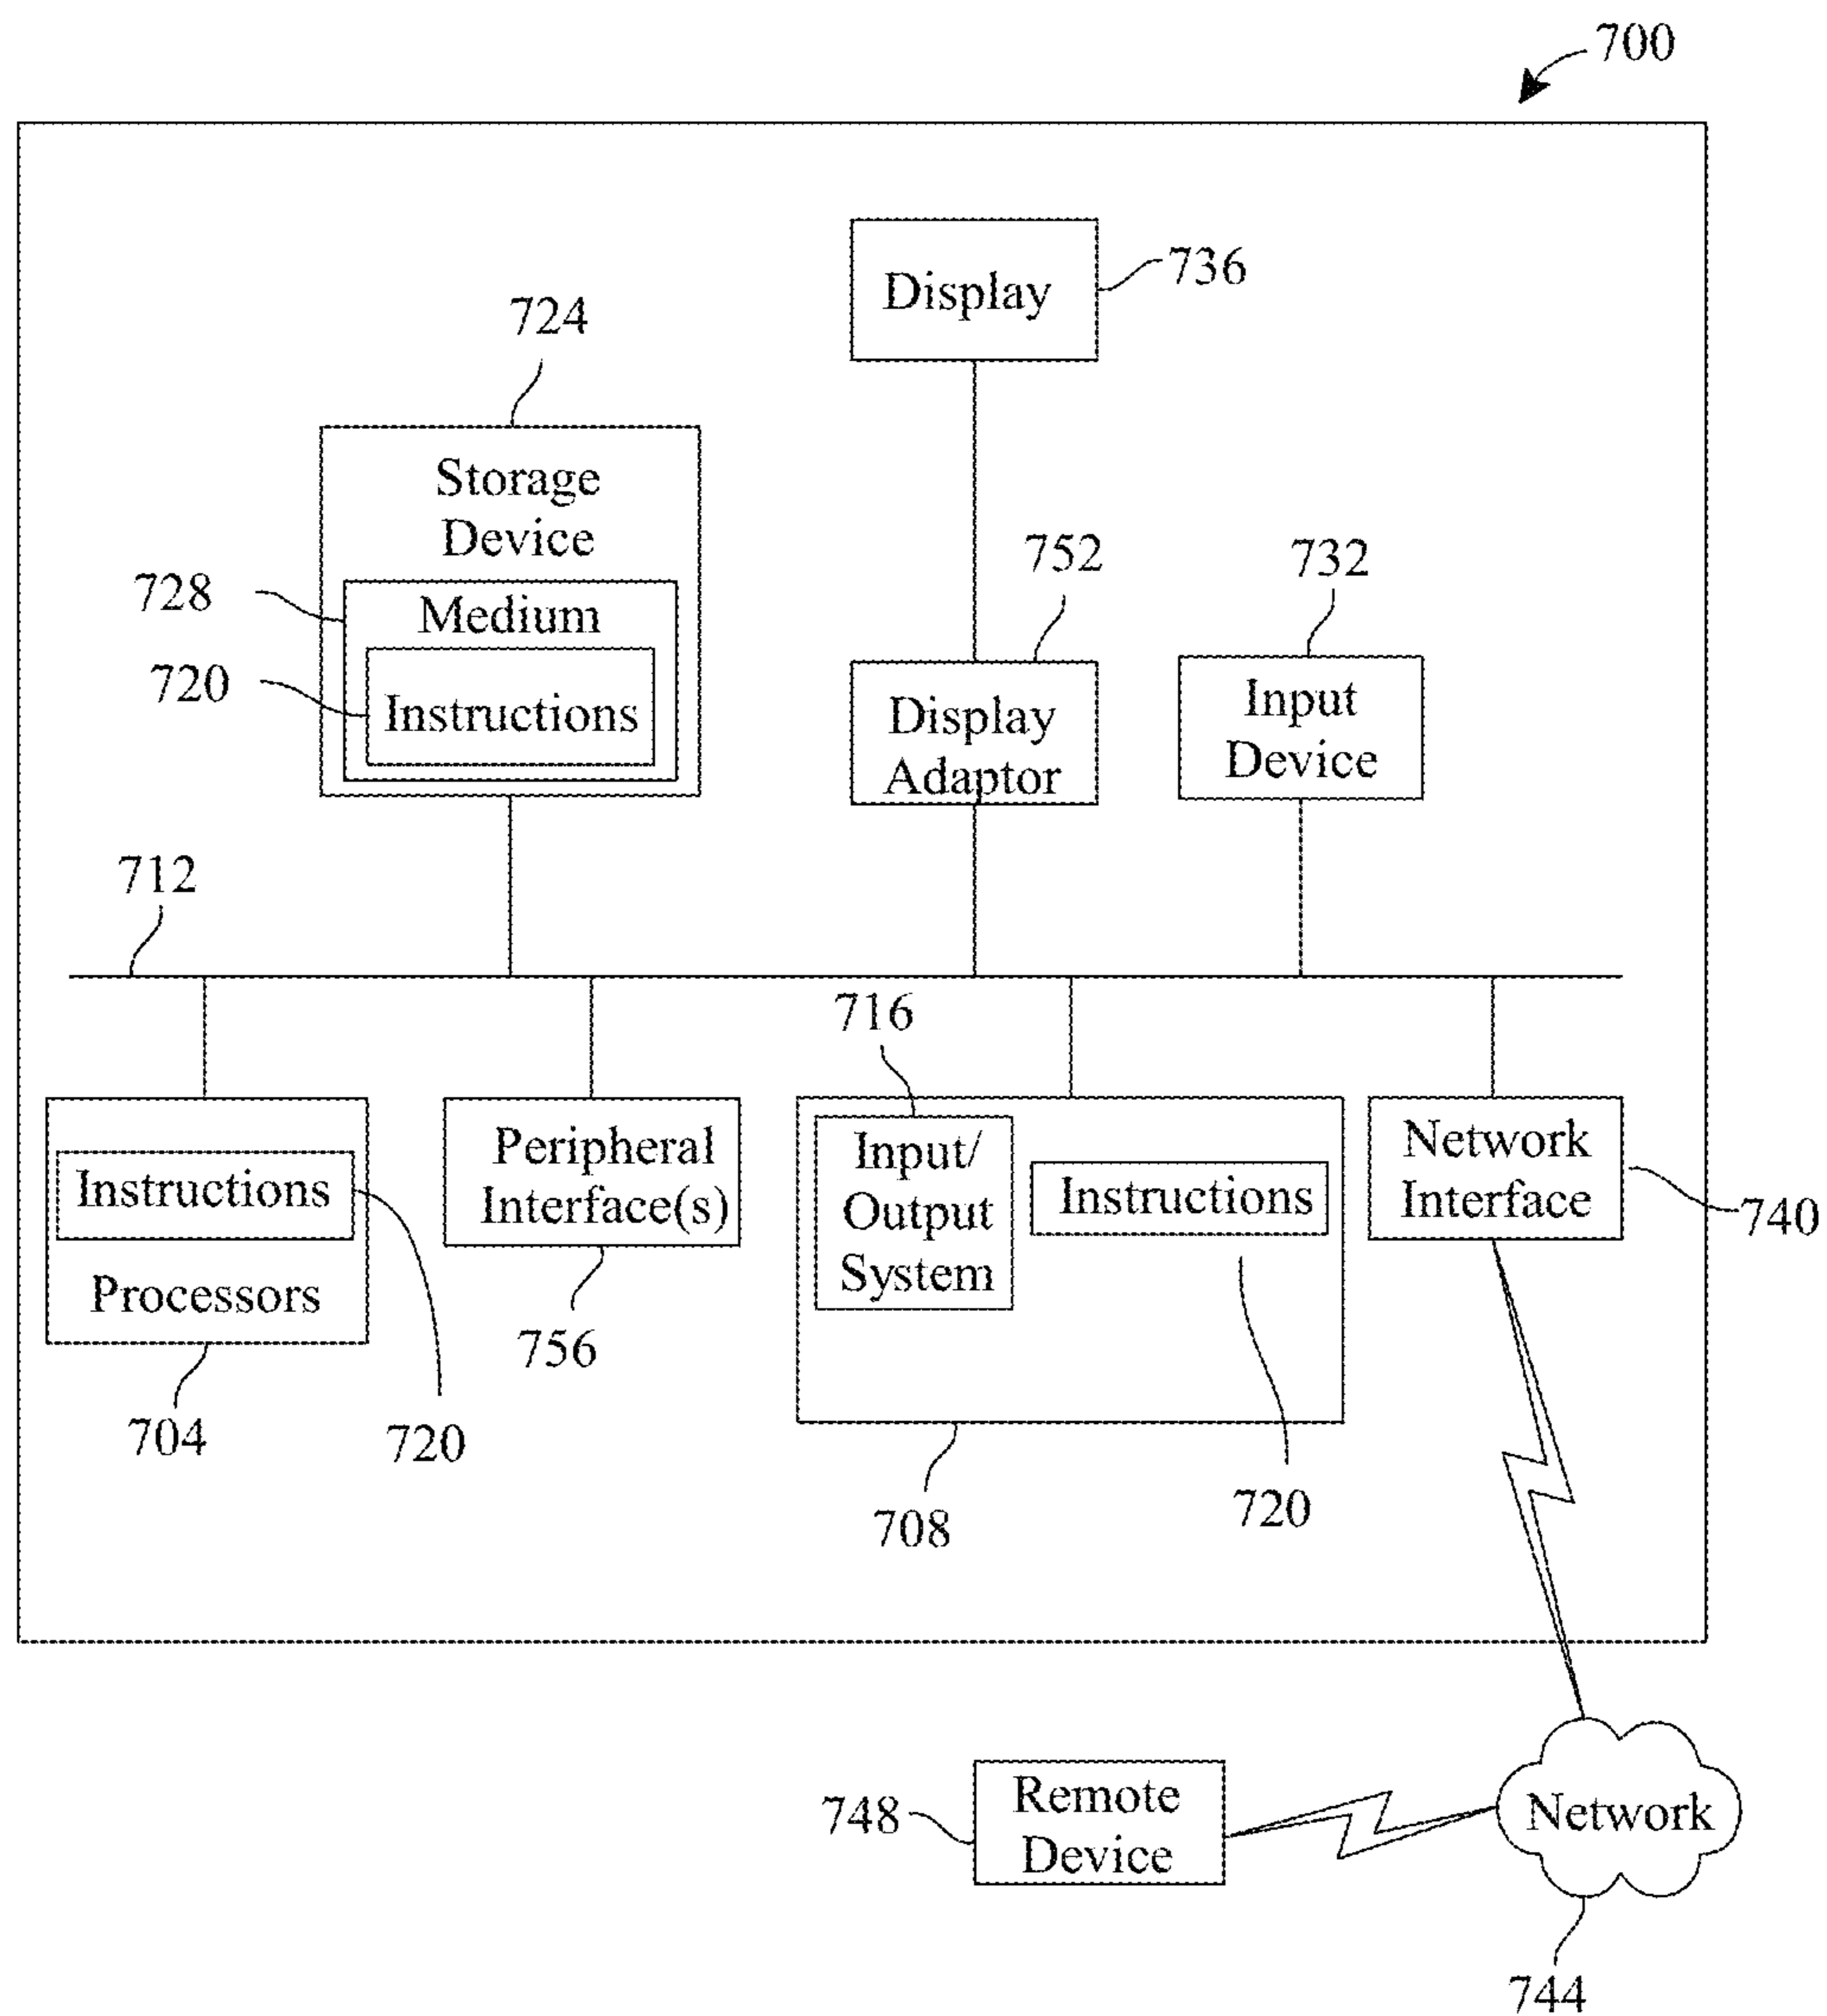 700
Display
736
724
Storage
Device
728
Medium
720
Instructions
752
Display
Adaptor
732
Input
Device
712
716
Instructions
Processors
704
720
Peripheral
Interface(s)
756
Input/
Output
System
Instructions
708
720
Network
Interface
740
748
Remote
Device
Network
744